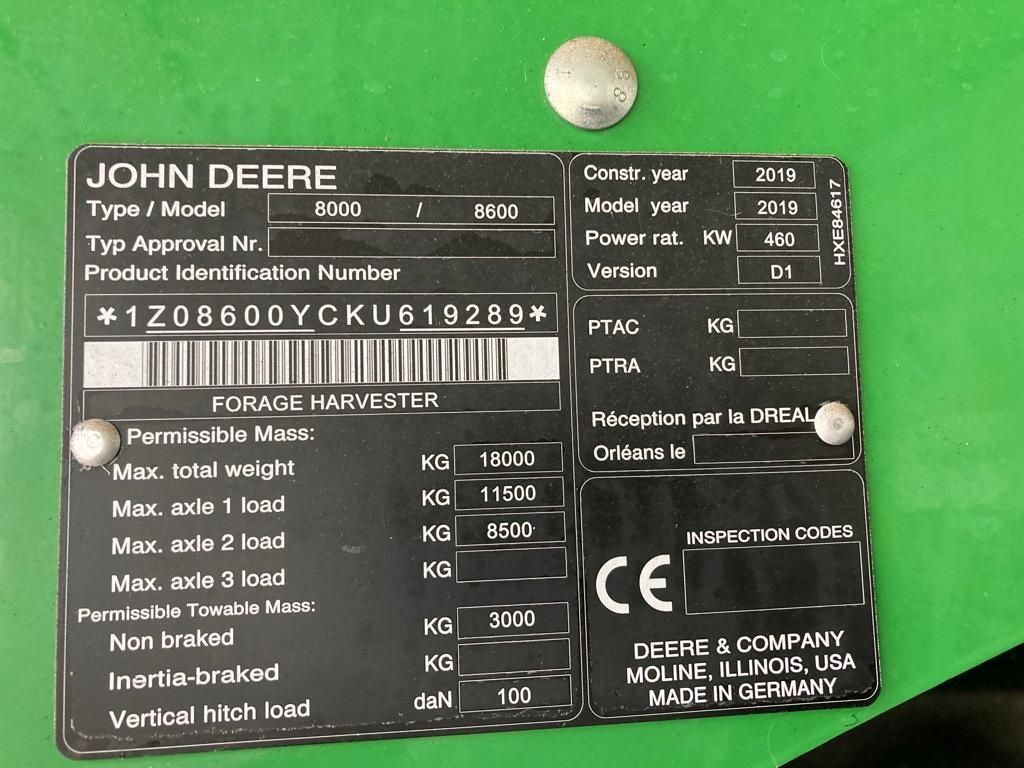 JOHN DEERE
Type / Model 8000 / 8600
Typ Approval Nr.
Product Identification Number
*1Z08600YCKU619289*
FORAGE HARVESTER
Permissible Mass:
Max. total weight KG 18000
Max. axle 1 load KG 11500
Max. axle 2 load KG 8500
Max. axle 3 load KG
Permissible Towable Mass:
Non braked KG 3000
Inertia-braked KG
Vertical hitch load daN 100
Constr. year 2019
Model year 2019
Power rat. KW 460
Version D1
HXE84617
PTAC KG
PTRA KG
Réception par la DREAL
Orléans le
INSPECTION CODES
CE
DEERE & COMPANY
MOLINE, ILLINOIS, USA
MADE IN GERMANY